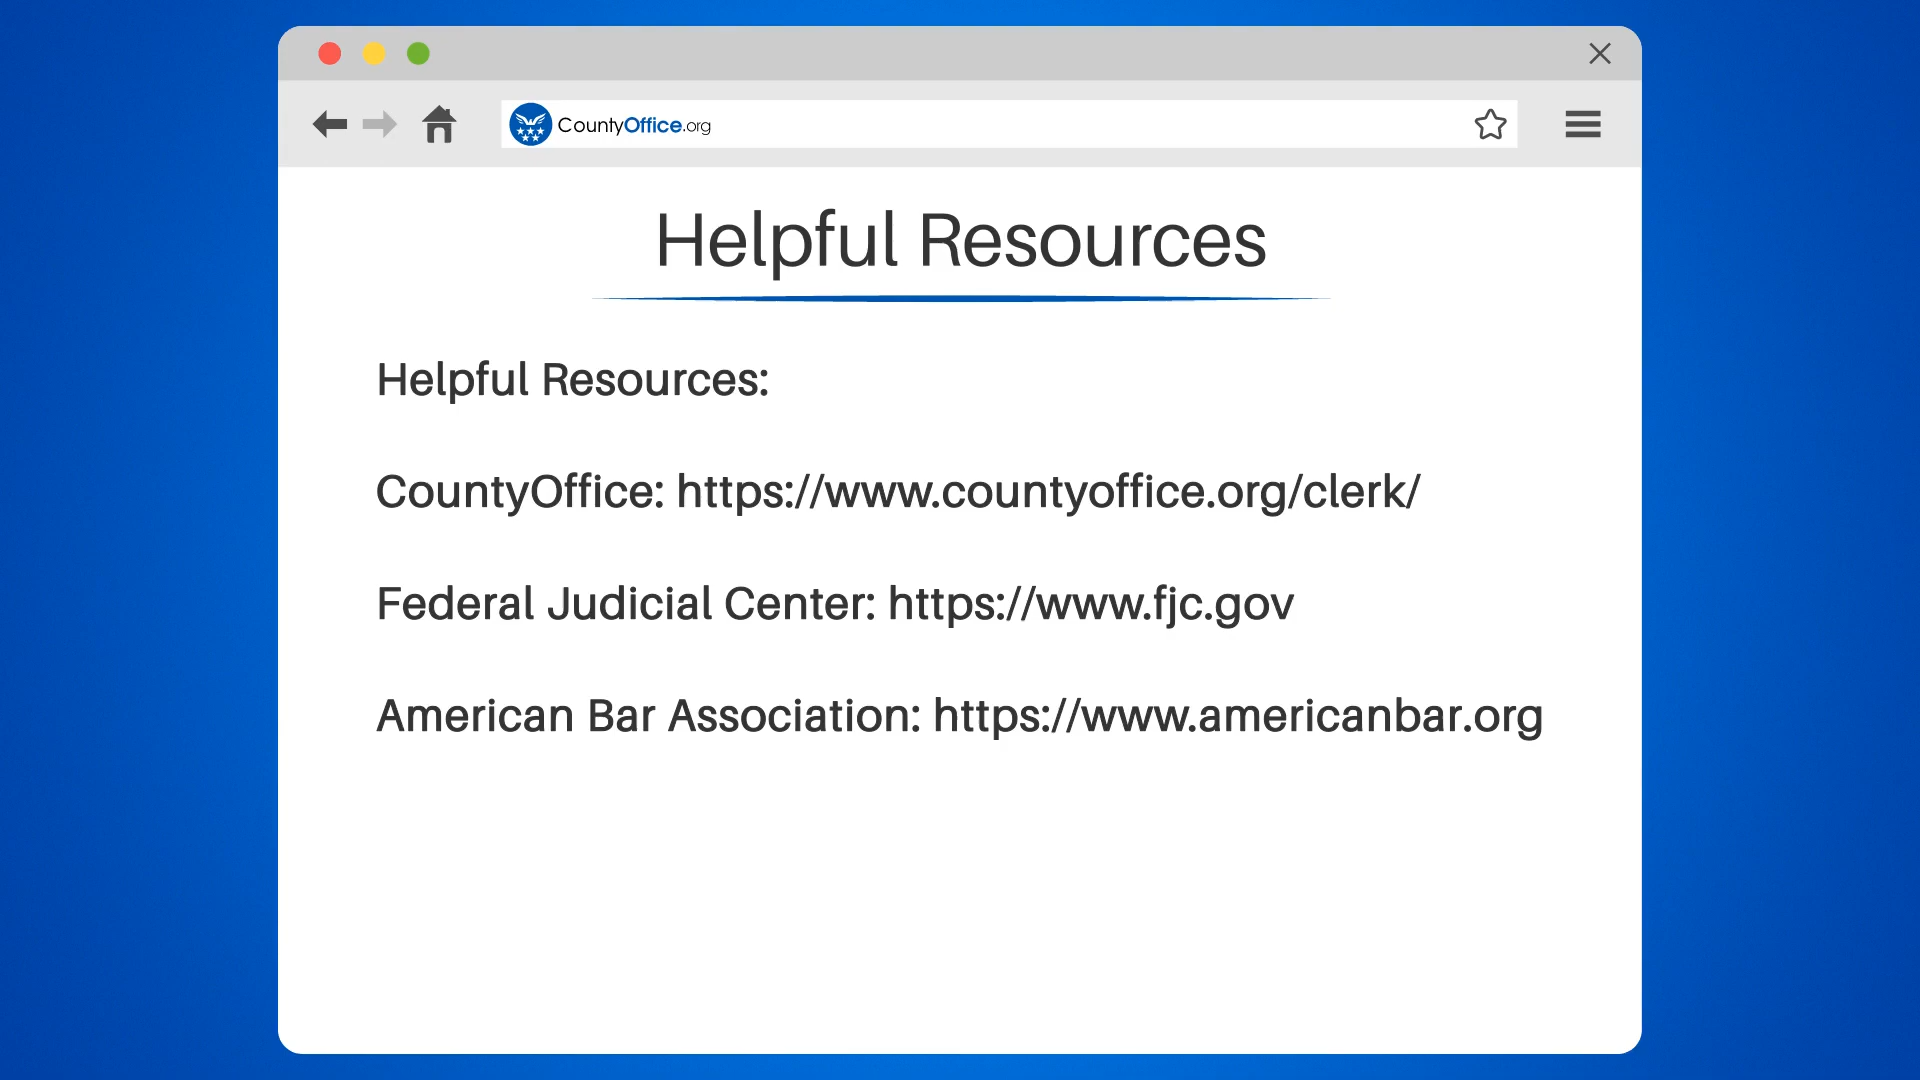 CountyOffice.org
Helpful Resources
Helpful Resources:
CountyOffice: https://www.countyoffice.org/clerk/
Federal Judicial Center: https://www.fjc.gov
American Bar Association: https://www.americanbar.org